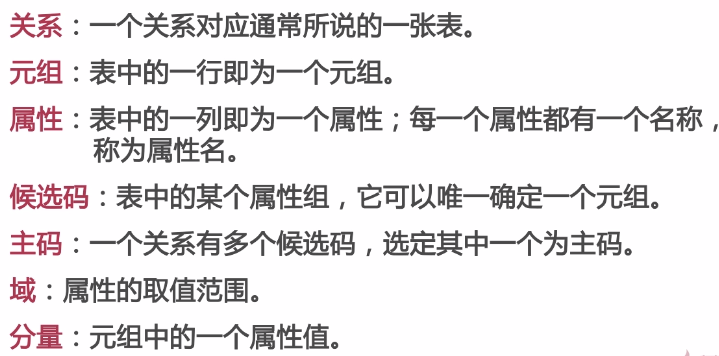 关系：一个关系对应通常所说的一张表。
元组：表中的一行即为一个元组。
属性：表中的一列即为一个属性；每一个属性都有一个名称，
称为属性名。
候选码：表中的某个属性组，它可以唯一确定一个元组。
主码：一个关系有多个候选码，选定其中一个为主码。
域：属性的取值范围。
分量：元组中的一个属性值。